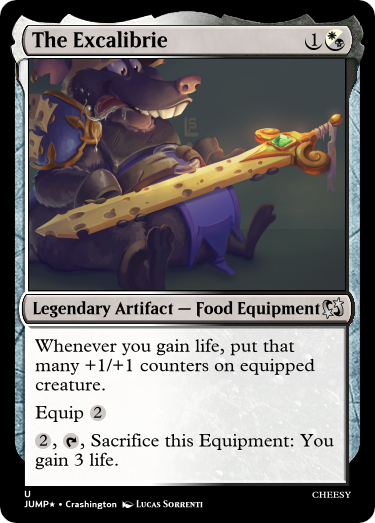 The Excalibrie 1
LS
Legendary Artifact — Food Equipment
Whenever you gain life, put that
many +1/+1 counters on equipped
creature.
Equip 2
2, , Sacrifice this Equipment: You
gain 3 life.
U CHEESY
JUMP★ • Crashington LUCAS SORRENTI